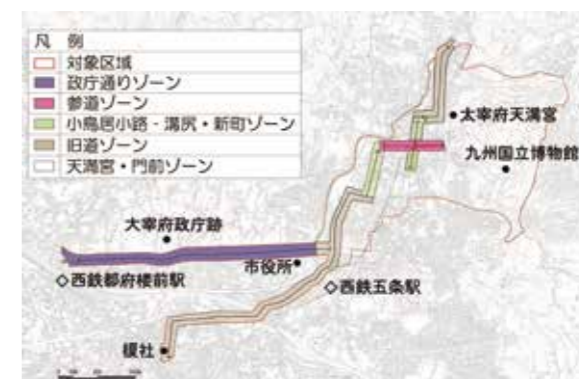 凡 例
対象区域
政庁通りゾーン
参道ゾーン
小鳥居小路・溝尻・新町ゾーン
旧道ゾーン
天満宮・門前ゾーン
太宰府天満宮
九州国立博物館
大宰府政庁跡
市役所
西鉄都府楼前駅
西鉄五条駅
榎社